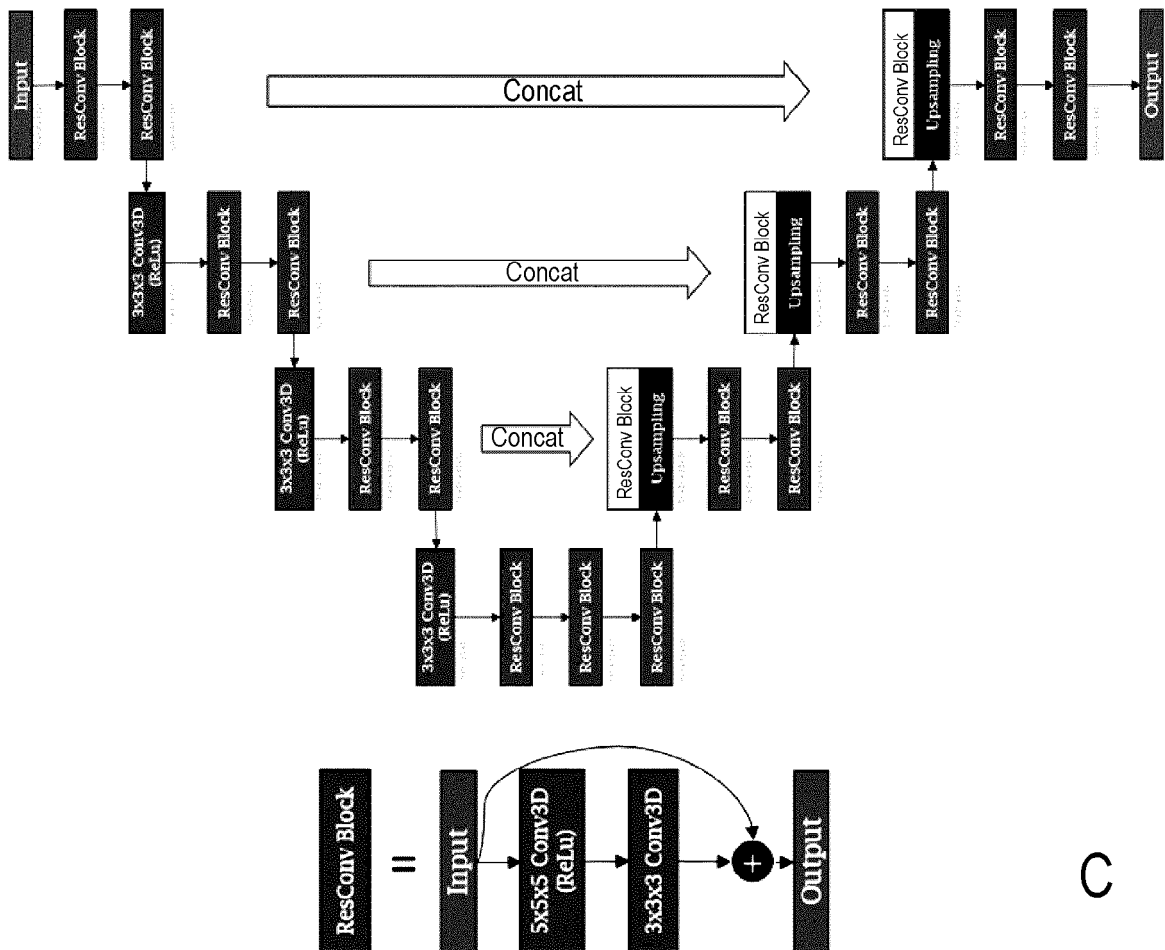 Input
ResConv Block
ResConv Block
Concat
ResConv Block
Upsampling
ResConv Block
ResConv Block
Output
3x3x3 Conv3D
(ReLu)
ResConv Block
ResConv Block
Concat
ResConv Block
Upsampling
ResConv Block
ResConv Block
3x3x3 Conv3D
(ReLu)
ResConv Block
ResConv Block
Concat
ResConv Block
Upsampling
ResConv Block
ResConv Block
3x3x3 Conv3D
(ReLu)
ResConv Block
ResConv Block
ResConv Block
ResConv Block
=
Input
5x5x5 Conv3D
(ReLu)
3x3x3 Conv3D
+
Output
C